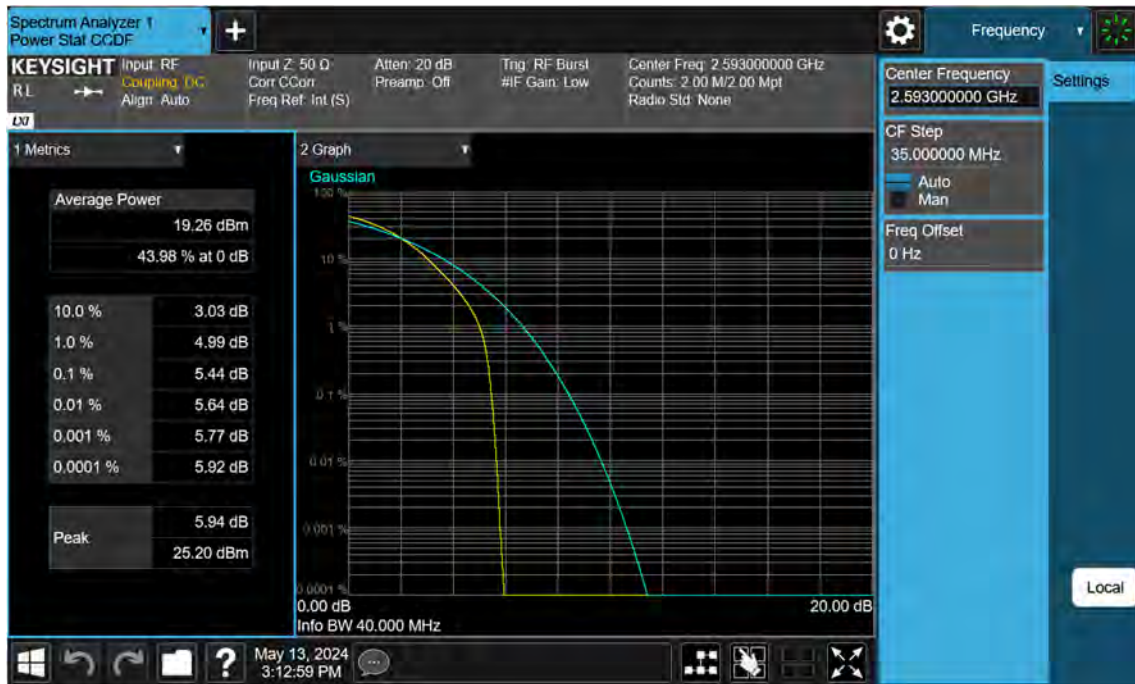 Spectrum Analyzer 1
Power Stat CCDF
Frequency
KEYSIGHT
RL
LXI
Input: RF
Coupling: DC
Align: Auto
Input Z: 50 Ω
Corr CCorr
Freq Ref: Int (S)
Atten: 20 dB
Preamp: Off
Trig: RF Burst
#IF Gain: Low
Center Freq: 2.593000000 GHz
Counts: 2.00 M/2.00 Mpt
Radio Std: None
Center Frequency
2.593000000 GHz
Settings
CF Step
35.000000 MHz
Auto
Man
Freq Offset
0 Hz
1 Metrics
Average Power
19.26 dBm
43.98 % at 0 dB
10.0 % 3.03 dB
1.0 % 4.99 dB
0.1 % 5.44 dB
0.01 % 5.64 dB
0.001 % 5.77 dB
0.0001 % 5.92 dB
Peak
5.94 dB
25.20 dBm
2 Graph
Gaussian
100 %
10 %
1 %
0.1 %
0.01 %
0.001 %
0.0001 %
0.00 dB 20.00 dB
Info BW 40.000 MHz
Local
?
May 13, 2024
3:12:59 PM